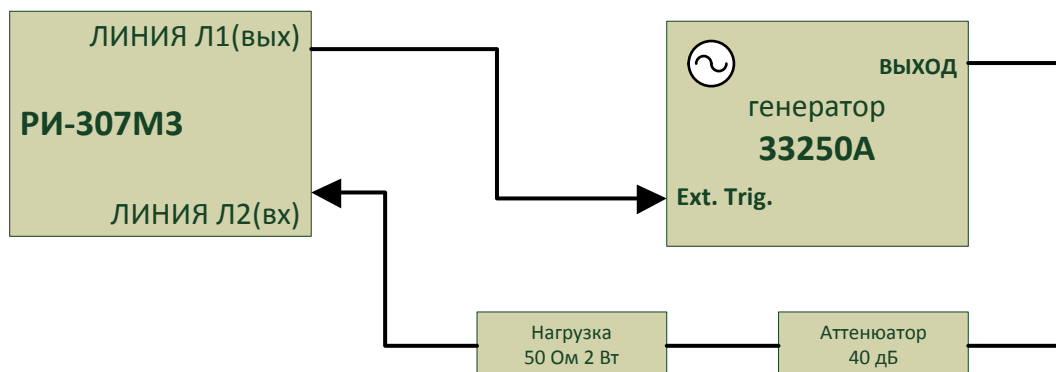 ЛИНИЯ Л1(вых)
РИ-307М3
ЛИНИЯ Л2(вх)
ВЫХОД
генератор
33250А
Ext. Trig.
Нагрузка
50 Ом 2 Вт
Аттенюатор
40 дБ